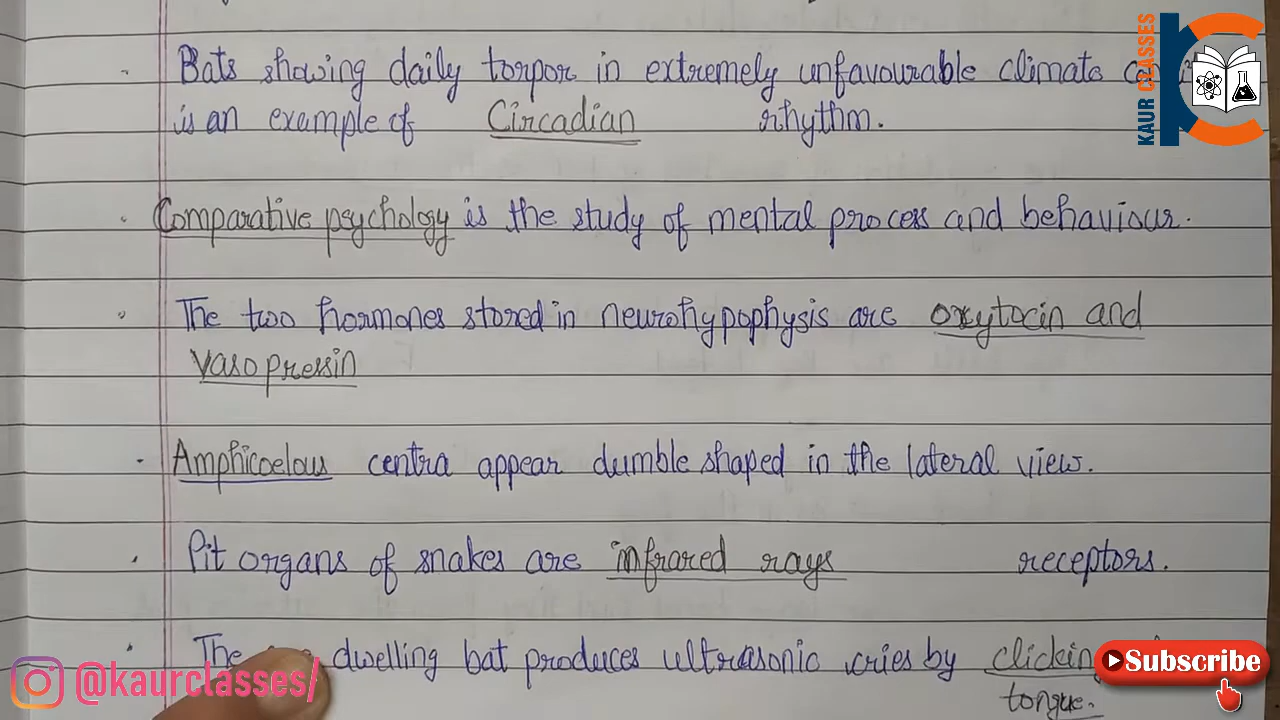 Bats showing daily torpor in extremely unfavourable climate
is an example of Circadian rhythm.
Comparative psychology is the study of mental process and behaviour.
The two hormones stored in neurohypophysis are oxytocin and
vasopressin
Amphicoelous centra appear dumble shaped in the lateral view.
Pit organs of snakes are infrared rays receptors.
The dwelling bat produces ultrasonic cries by clicking
tongue.
KAUR CLASSES
@kaurclasses/
Subscribe